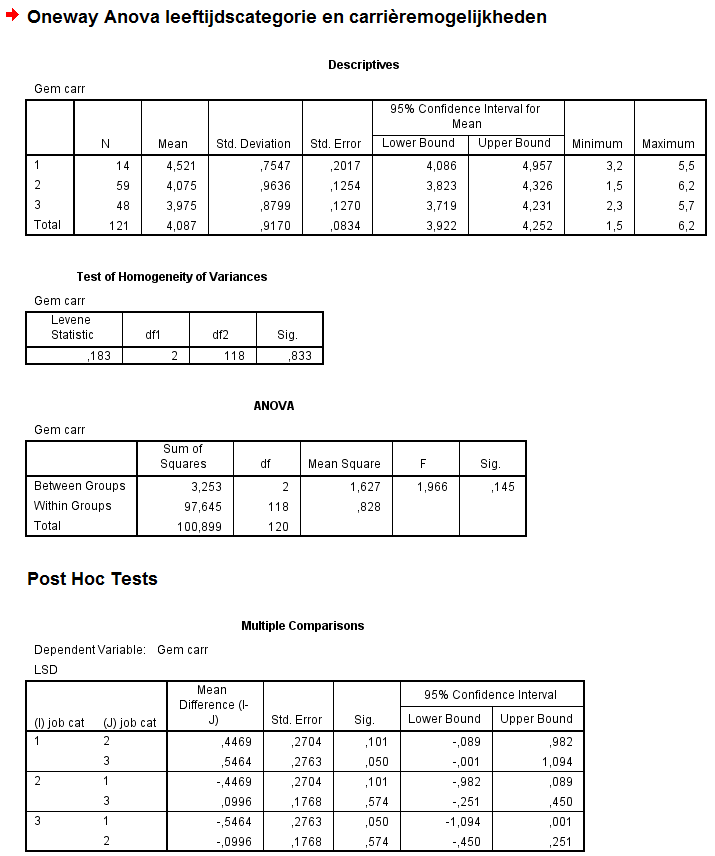 Oneway Anova leeftijdscategorie en carrièremogelijkheden
Descriptives
Gem carr
95% Confidence Interval for
Mean
N Mean Std. Deviation Std. Error Lower Bound Upper Bound Minimum Maximum
1 14 4,521 ,7547 ,2017 4,086 4,957 3,2 5,5
2 59 4,075 ,9636 ,1254 3,823 4,326 1,5 6,2
3 48 3,975 ,8799 ,1270 3,719 4,231 2,3 5,7
Total 121 4,087 ,9170 ,0834 3,922 4,252 1,5 6,2
Test of Homogeneity of Variances
Gem carr
Levene
Statistic df1 df2 Sig.
,183 2 118 ,833
ANOVA
Gem carr
Sum of
Squares df Mean Square F Sig.
Between Groups 3,253 2 1,627 1,966 ,145
Within Groups 97,645 118 ,828
Total 100,899 120
Post Hoc Tests
Multiple Comparisons
Dependent Variable: Gem carr
LSD
Mean
Difference (I-
J)
95% Confidence Interval
(I) job cat (J) job cat Std. Error Sig. Lower Bound Upper Bound
1 2 ,4469 ,2704 ,101 -,089 ,982
3 ,5464 ,2763 ,050 -,001 1,094
2 1 -,4469 ,2704 ,101 -,982 ,089
3 ,0996 ,1768 ,574 -,251 ,450
3 1 -,5464 ,2763 ,050 -1,094 ,001
2 -,0996 ,1768 ,574 -,450 ,251